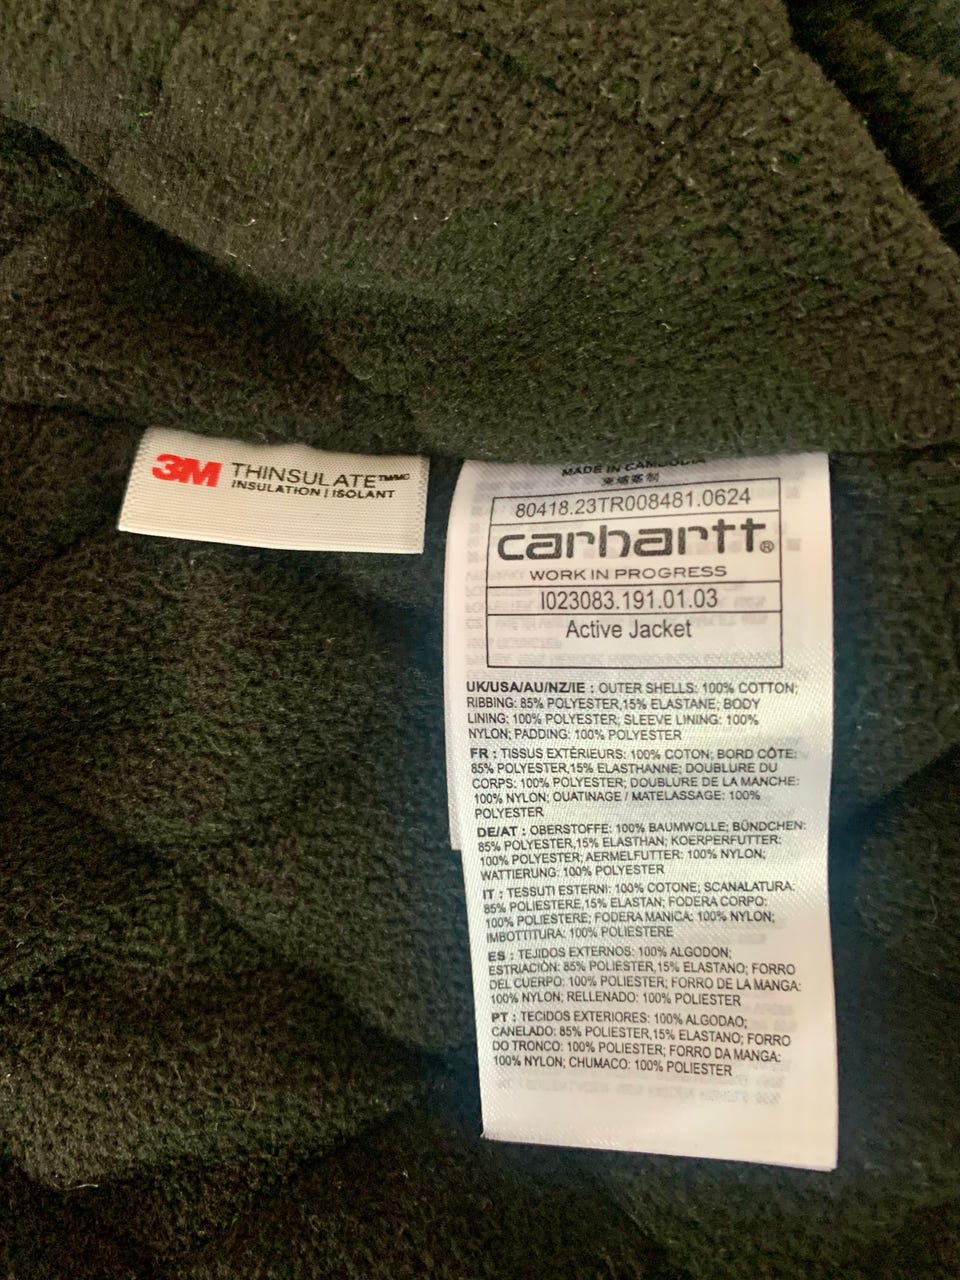 3M THINSULATE™/MC
INSULATION | ISOLANT
MADE IN CAMBODIA
柬埔寨制
80418.23TR008481.0624
carhartt®
WORK IN PROGRESS
I023083.191.01.03
Active Jacket
UK/USA/AU/NZ/IE : OUTER SHELLS: 100% COTTON;
RIBBING: 85% POLYESTER,15% ELASTANE; BODY
LINING: 100% POLYESTER; SLEEVE LINING: 100%
NYLON; PADDING: 100% POLYESTER
FR : TISSUS EXTÉRIEURS: 100% COTON; BORD CÔTE:
85% POLYESTER,15% ELASTHANNE; DOUBLURE DU
CORPS: 100% POLYESTER; DOUBLURE DE LA MANCHE:
100% NYLON; OUATINAGE / MATELASSAGE: 100%
POLYESTER
DE/AT : OBERSTOFFE: 100% BAUMWOLLE; BÜNDCHEN:
85% POLYESTER,15% ELASTHAN; KOERPERFUTTER:
100% POLYESTER; AERMELFUTTER: 100% NYLON;
WATTIERUNG: 100% POLYESTER
IT : TESSUTI ESTERNI: 100% COTONE; SCANALATURA:
85% POLIESTERE,15% ELASTAN; FODERA CORPO:
100% POLIESTERE; FODERA MANICA: 100% NYLON;
IMBOTTITURA: 100% POLIESTERE
ES : TEJIDOS EXTERNOS: 100% ALGODON;
ESTRIACIÓN: 85% POLIESTER,15% ELASTANO; FORRO
DEL CUERPO: 100% POLIESTER; FORRO DE LA MANGA:
100% NYLON; RELLENADO: 100% POLIESTER
PT : TECIDOS EXTERIORES: 100% ALGODAO;
CANELADO: 85% POLIESTER,15% ELASTANO; FORRO
DO TRONCO: 100% POLIESTER; FORRO DA MANGA:
100% NYLON; CHUMACO: 100% POLIESTER